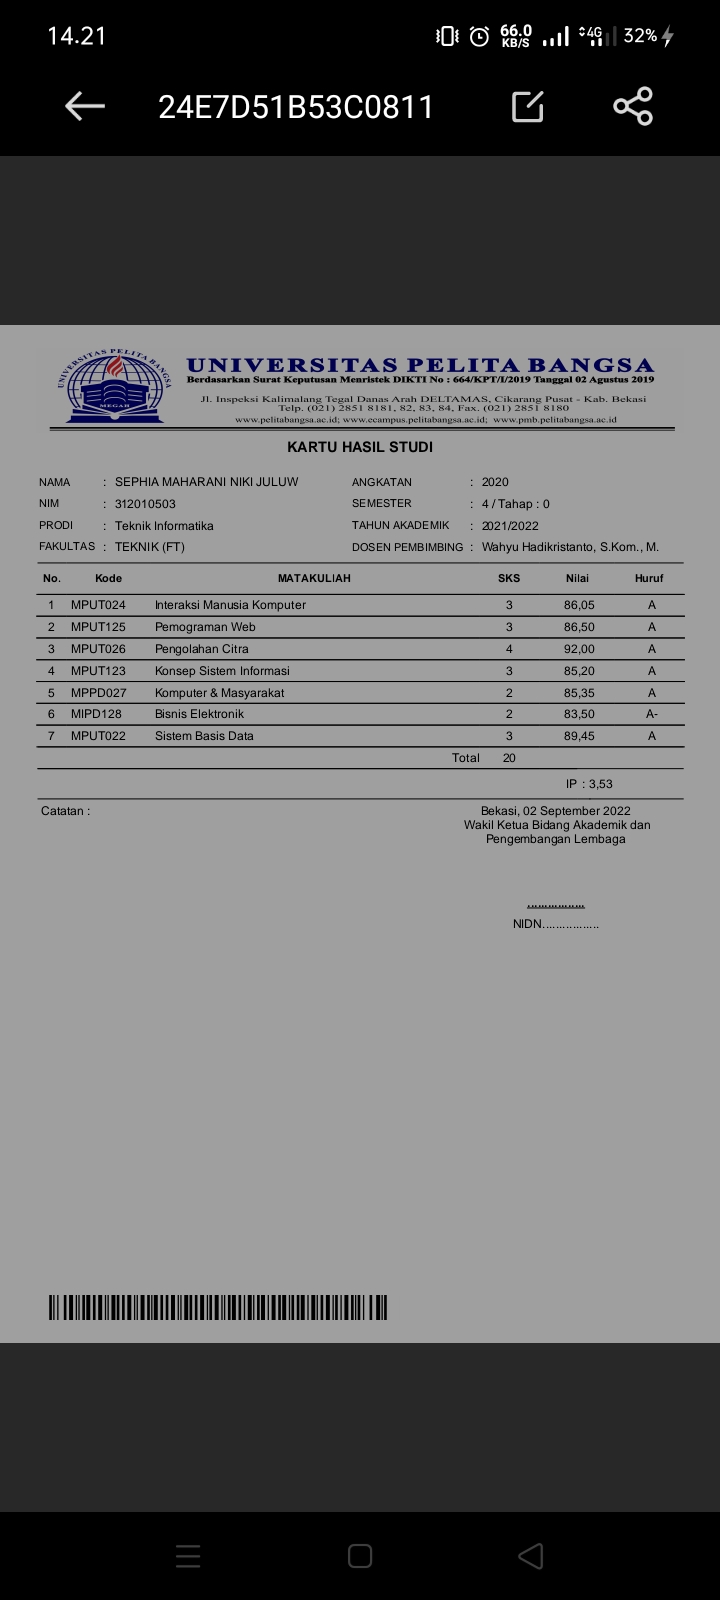 14.21
66.0
KB/S
4G
32%
24E7D51B53C0811
UNIVERSITAS PELITA BANGSA
MEGAH
UNIVERSITAS PELITA BANGSA
Berdasarkan Surat Keputusan Menristek DIKTI No : 664/KPT/I/2019 Tanggal 02 Agustus 2019
Jl. Inspeksi Kalimalang Tegal Danas Arah DELTAMAS, Cikarang Pusat - Kab. Bekasi
Telp. (021) 2851 8181, 82, 83, 84, Fax. (021) 2851 8180
www.pelitabangsa.ac.id; www.ecampus.pelitabangsa.ac.id; www.pmb.pelitabangsa.ac.id
KARTU HASIL STUDI
NAMA : SEPHIA MAHARANI NIKI JULUW ANGKATAN : 2020
NIM : 312010503 SEMESTER : 4 / Tahap : 0
PRODI : Teknik Informatika TAHUN AKADEMIK : 2021/2022
FAKULTAS : TEKNIK (FT) DOSEN PEMBIMBING : Wahyu Hadikristanto, S.Kom., M.
No. Kode MATAKULIAH SKS Nilai Huruf
1 MPUT024 Interaksi Manusia Komputer 3 86,05 A
2 MPUT125 Pemograman Web 3 86,50 A
3 MPUT026 Pengolahan Citra 4 92,00 A
4 MPUT123 Konsep Sistem Informasi 3 85,20 A
5 MPPD027 Komputer & Masyarakat 2 85,35 A
6 MIPD128 Bisnis Elektronik 2 83,50 A-
7 MPUT022 Sistem Basis Data 3 89,45 A
Total 20
IP : 3,53
Catatan : Bekasi, 02 September 2022
Wakil Ketua Bidang Akademik dan
Pengembangan Lembaga
................
NIDN................